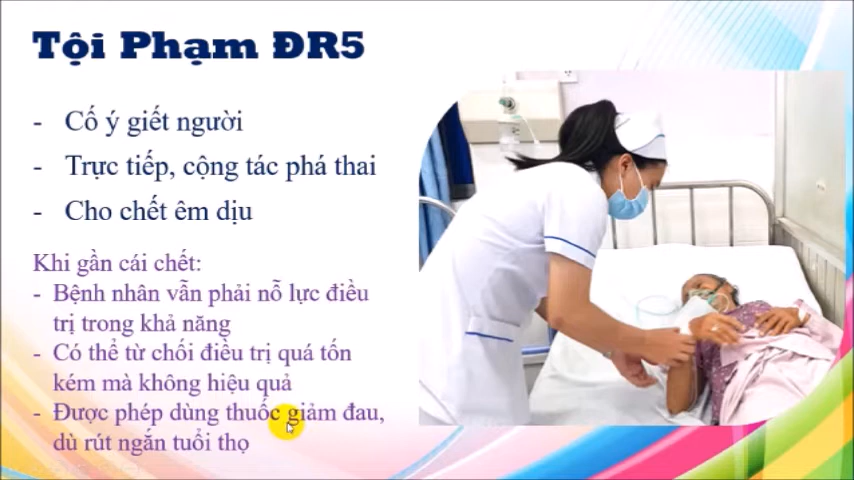 Tội Phạm ĐR5
- Cố ý giết người
- Trực tiếp, cộng tác phá thai
- Cho chết êm dịu
Khi gần cái chết:
- Bệnh nhân vẫn phải nỗ lực điều
trị trong khả năng
- Có thể từ chối điều trị quá tốn
kém mà không hiệu quả
- Được phép dùng thuốc giảm đau,
dù rút ngắn tuổi thọ